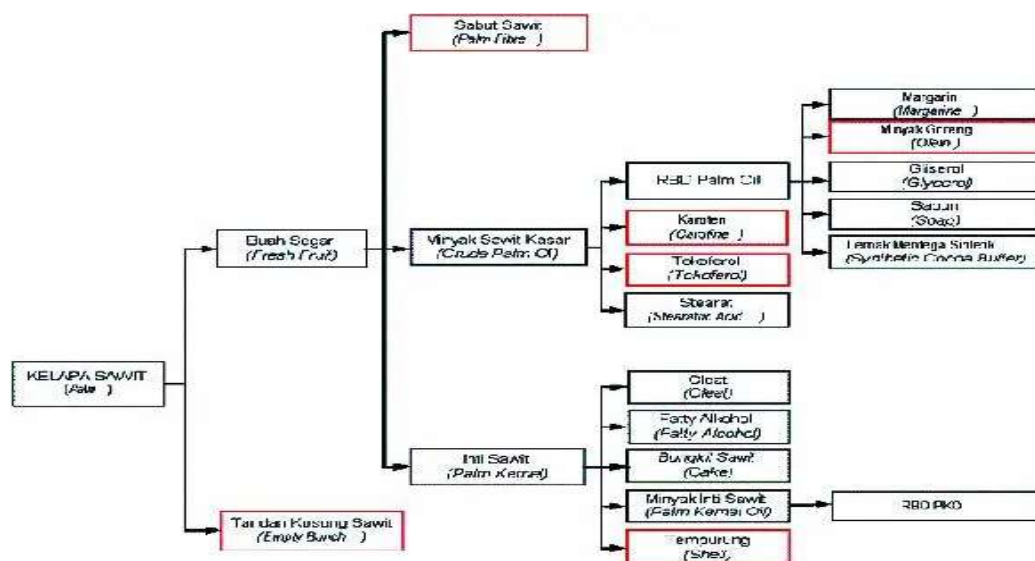 Sabut Sawit
(Palm Fibre )
Margarin
(Margarine )
Minyak Goreng
(Olein )
RBD Palm Oil
Gliserol
(Glycerol)
Buah Segar
(Fresh Fruit)
Minyak Sawit Kasar
(Crude Palm Oil)
Karoten
(Carotine )
Sabun
(Soap)
Tokoferol
(Tokoferol)
Lemak Mentega Sintetik
(Synthetic Cocoa Butter)
Stearat
KELAPA SAWIT
Fatty Alkohol
(Fatty Alcohol)
Inti Sawit
(Palm Kernel)
Bungkil Sawit
(Cake)
Minyak Inti Sawit
(Palm Kernel Oil)
RBD PKO
Tandan Kosong Sawit
(Empty Bunch )
Tempurung
(Shell)